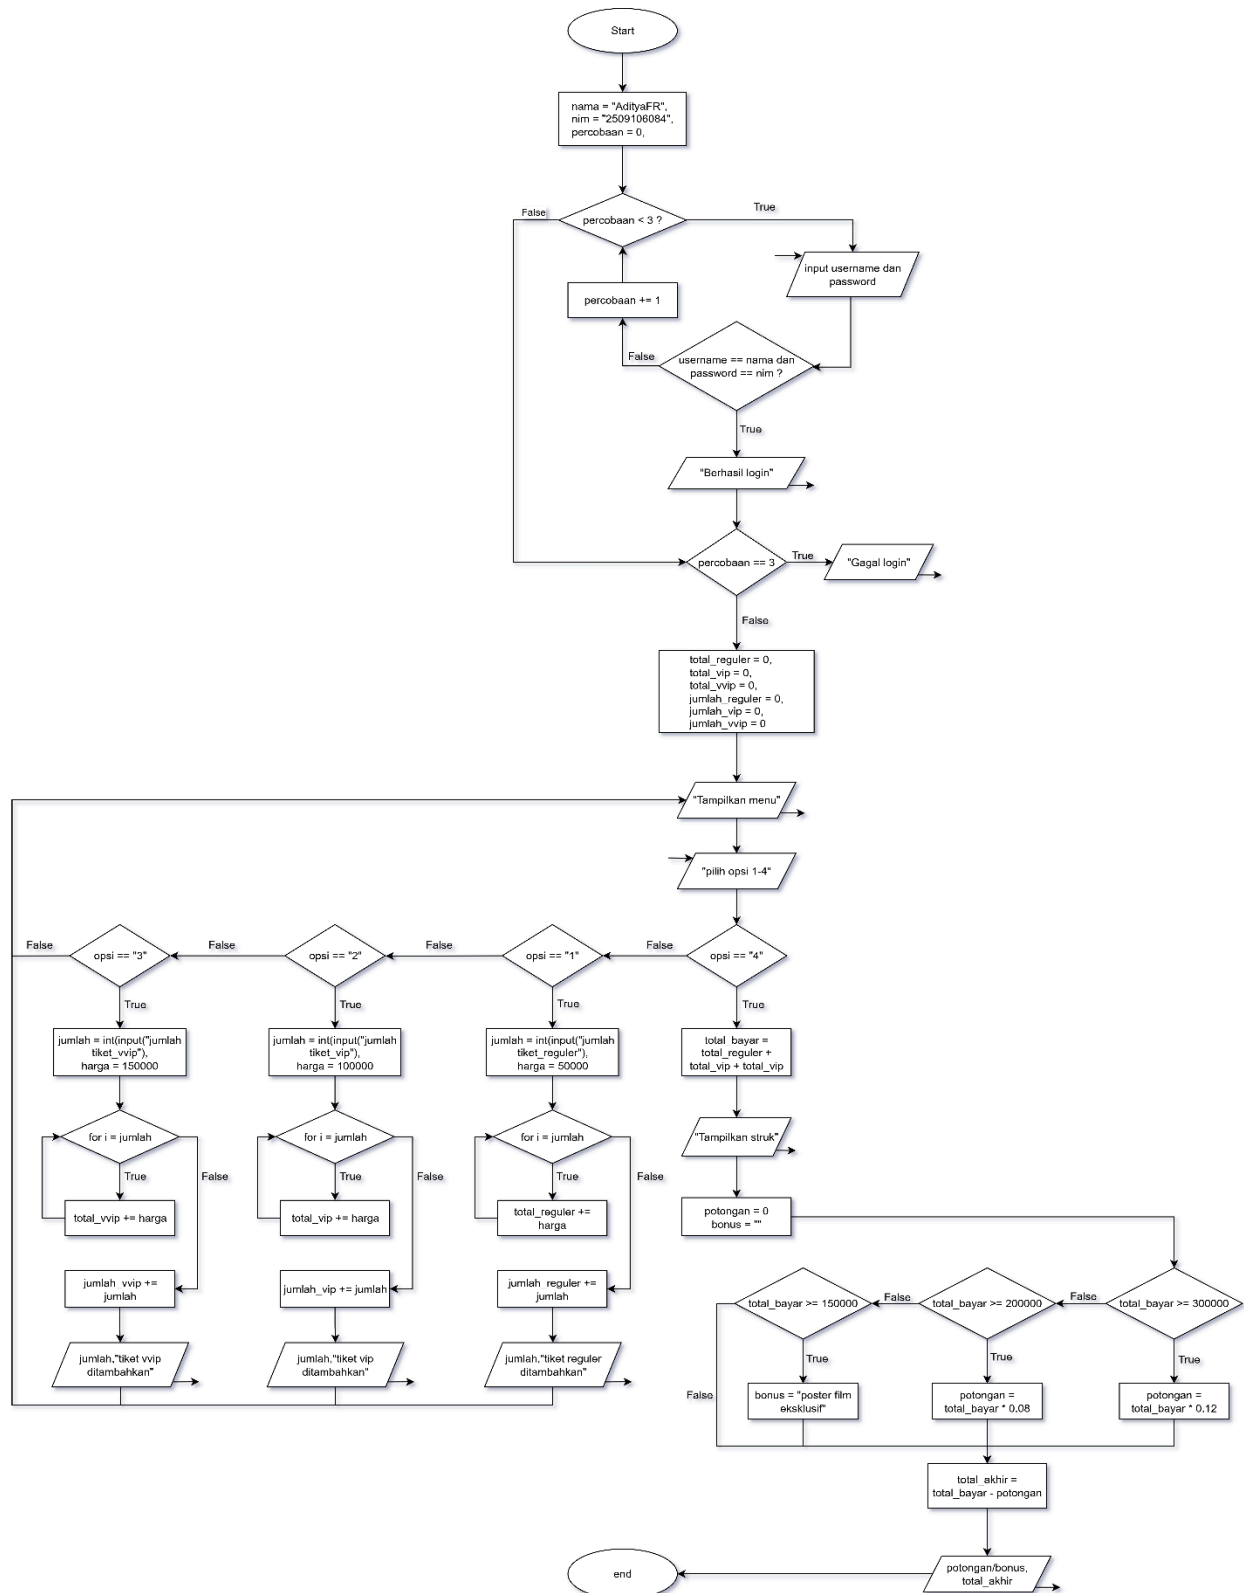 Start
nama = "AdityaFR",
nim = "2509106084",
percobaan = 0,
False
percobaan < 3 ?
True
input username dan
password
percobaan += 1
False
username == nama dan
password == nim ?
True
"Berhasil login"
percobaan == 3
True
"Gagal login"
False
total_reguler = 0,
total_vip = 0,
total_vvip = 0,
jumlah_reguler = 0,
jumlah_vip = 0,
jumlah_vvip = 0
"Tampilkan menu"
"pilih opsi 1-4"
False
opsi == "3"
False
opsi == "2"
False
opsi == "1"
False
opsi == "4"
True
True
True
True
jumlah = int(input("jumlah
tiket_vvip"),
harga = 150000
jumlah = int(input("jumlah
tiket_vip"),
harga = 100000
jumlah = int(input("jumlah
tiket_reguler"),
harga = 50000
total_bayar =
total_reguler +
total_vip + total_vip
for i = jumlah
for i = jumlah
for i = jumlah
"Tampilkan struk"
True
False
True
False
True
False
total_vvip += harga
total_vip += harga
total_reguler +=
harga
potongan = 0
bonus = ""
jumlah_vvip +=
jumlah
jumlah_vip += jumlah
jumlah_reguler +=
jumlah
total_bayar >= 150000
False
total_bayar >= 200000
False
total_bayar >= 300000
jumlah,"tiket vvip
ditambahkan"
jumlah,"tiket vip
ditambahkan"
jumlah,"tiket reguler
ditambahkan"
True
True
True
False
bonus = "poster film
eksklusif"
potongan =
total_bayar * 0.08
potongan =
total_bayar * 0.12
total_akhir =
total_bayar - potongan
end
potongan/bonus,
total_akhir